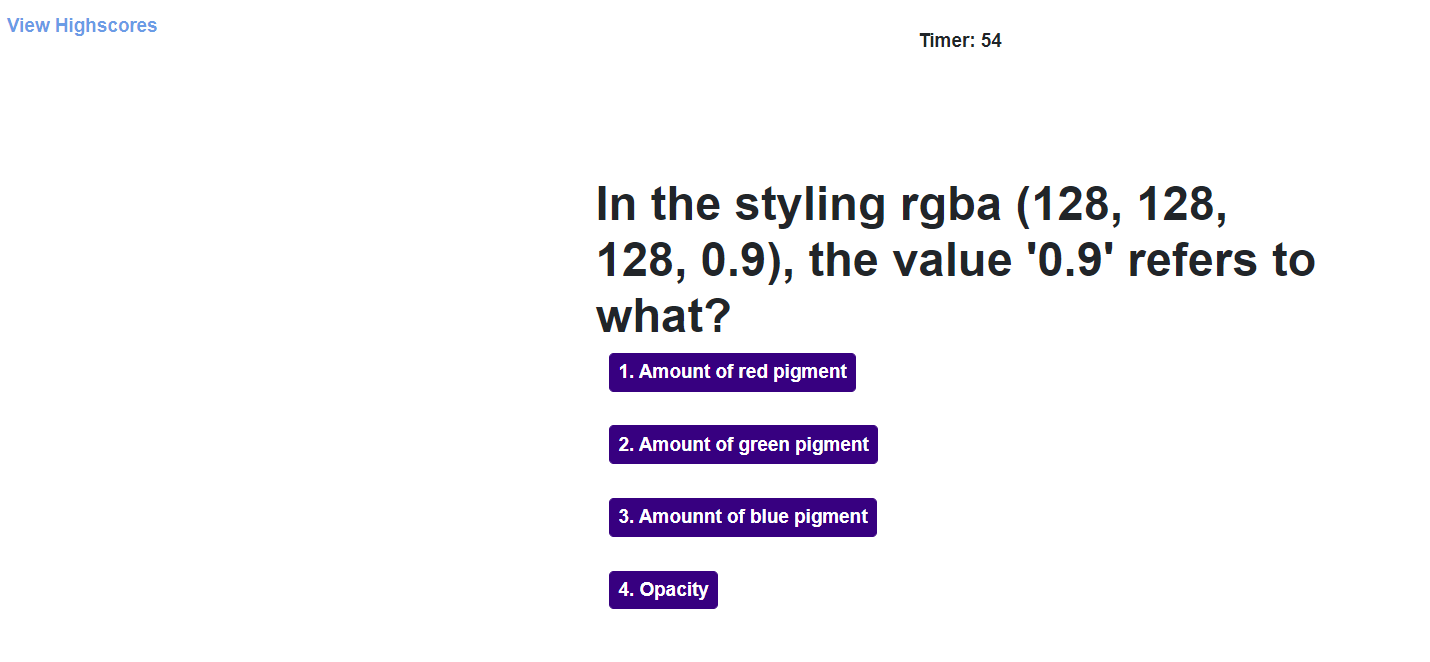 View Highscores
Timer: 54
In the styling rgba (128, 128,
128, 0.9), the value '0.9' refers to
what?
1. Amount of red pigment
2. Amount of green pigment
3. Amounnt of blue pigment
4. Opacity